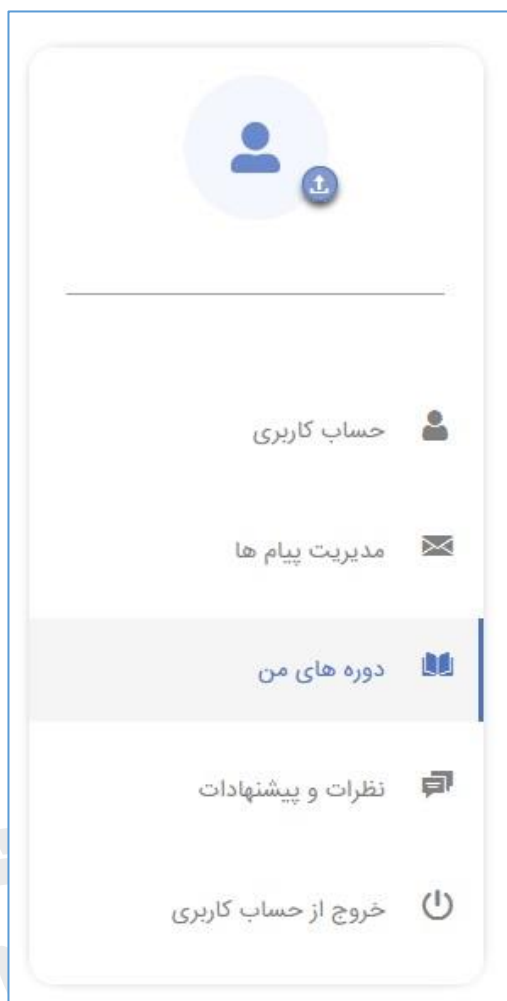 حساب کاربری
مدیریت پیام ها
دوره های من
نظرات و پیشنهادات
خروج از حساب کاربری